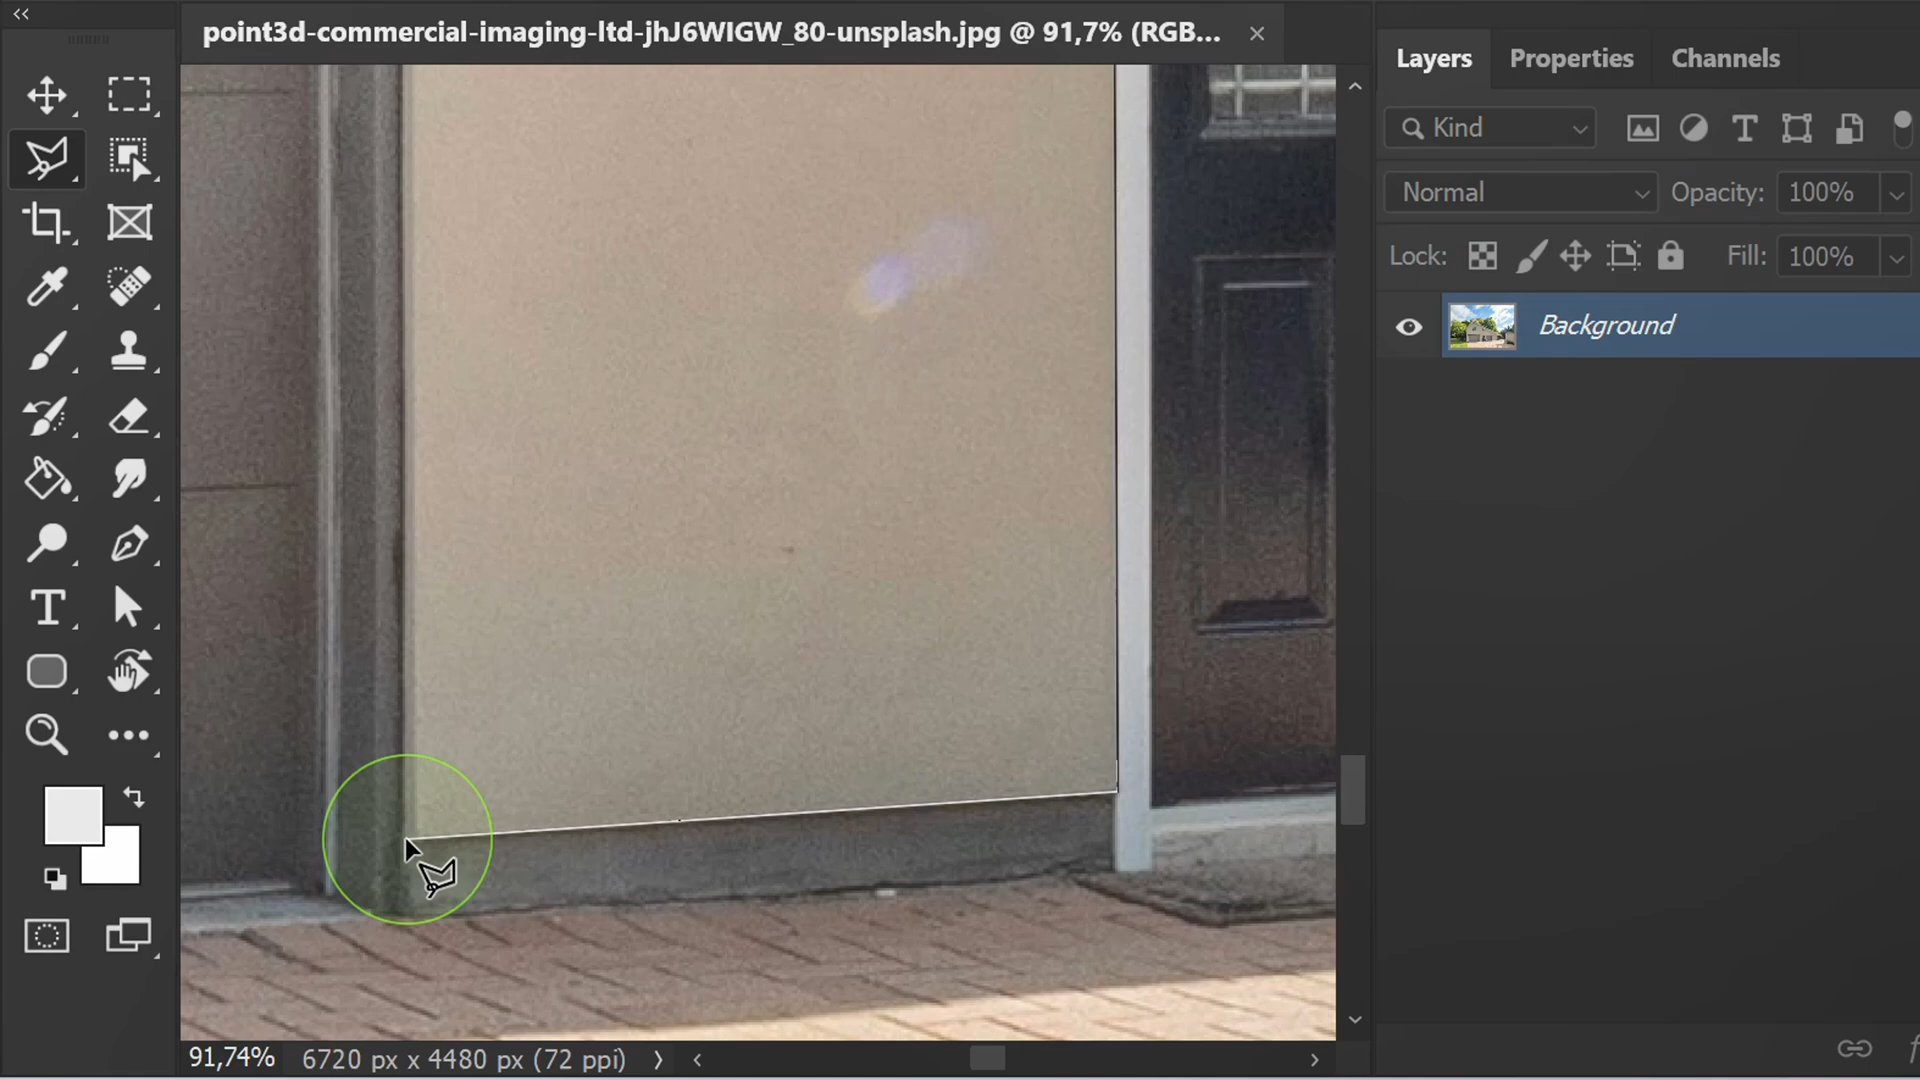 point3d-commercial-imaging-ltd-jhJ6WIGW_80-unsplash.jpg @ 91,7% (RGB...
Layers
Properties
Channels
Kind
Normal
Opacity: 100%
Lock:
Fill: 100%
Background
91,74%
6720 px x 4480 px (72 ppi)